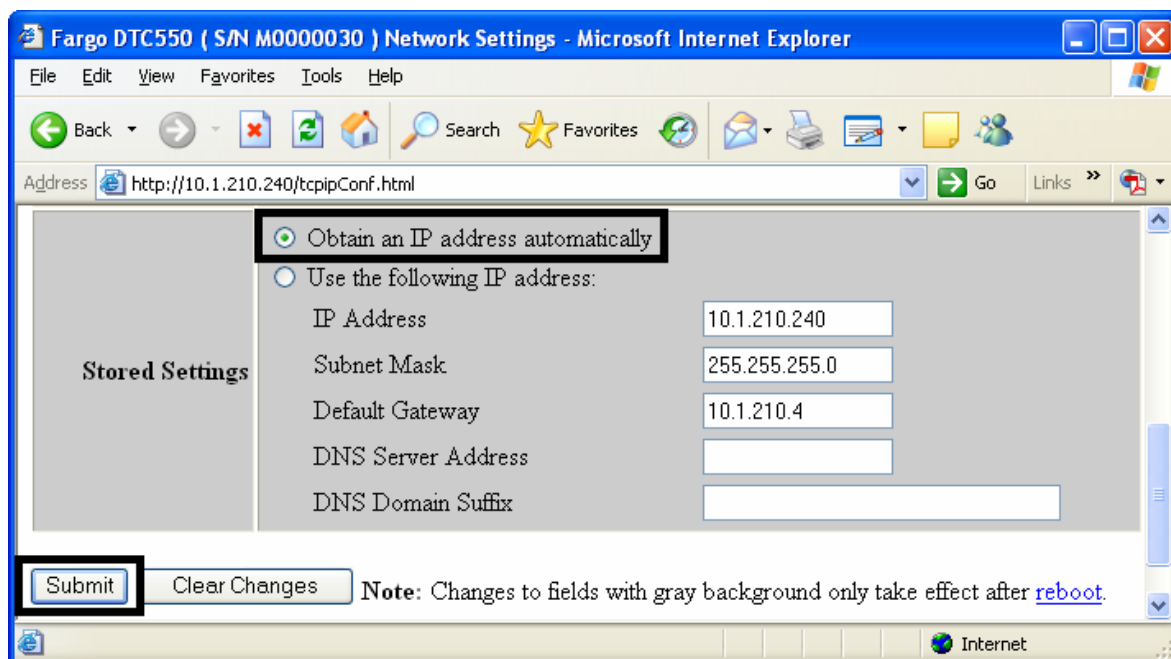 Fargo DTC550 ( S/N M0000030 ) Network Settings - Microsoft Internet Explorer
File Edit View Favorites Tools Help
Back Search Favorites
Address http://10.1.210.240/tcpipConf.html Go Links »
Obtain an IP address automatically
Use the following IP address:
IP Address 10.1.210.240
Stored Settings
Subnet Mask 255.255.255.0
Default Gateway 10.1.210.4
DNS Server Address
DNS Domain Suffix
Submit Clear Changes Note: Changes to fields with gray background only take effect after reboot.
Internet